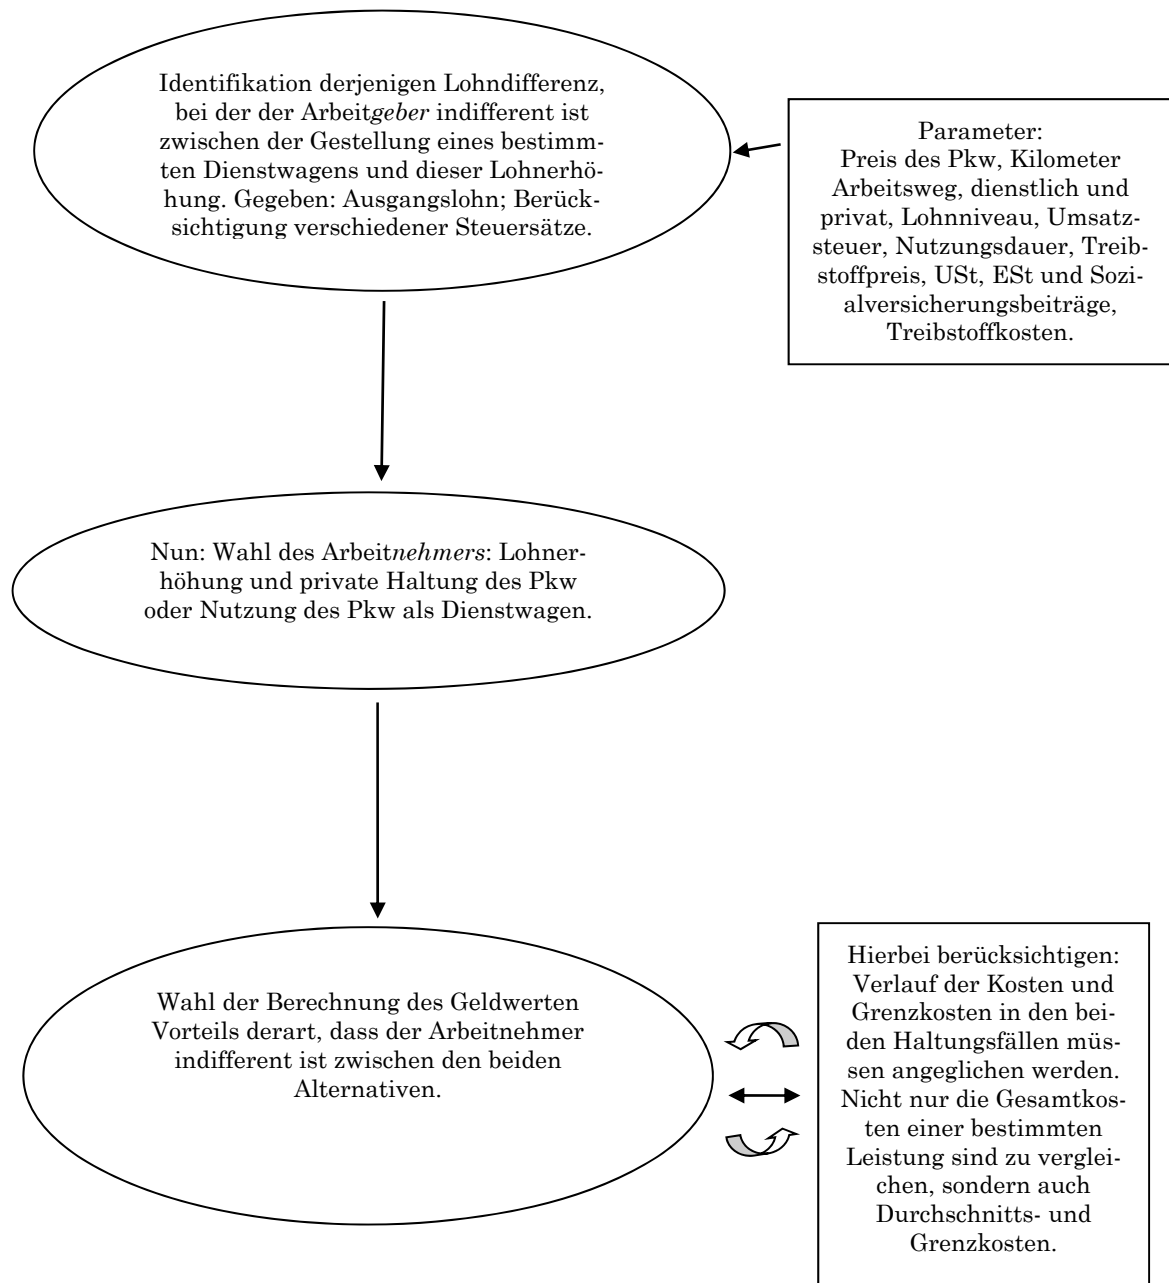 Identifikation derjenigen Lohndifferenz,
bei der der Arbeitgeber indifferent ist
zwischen der Gestellung eines bestimm-
ten Dienstwagens und dieser Lohnerhö-
hung. Gegeben: Ausgangslohn; Berück-
sichtigung verschiedener Steuersätze.
Parameter:
Preis des Pkw, Kilometer
Arbeitsweg, dienstlich und
privat, Lohnniveau, Umsatz-
steuer, Nutzungsdauer, Treib-
stoffpreis, USt, ESt und Sozi-
alversicherungsbeiträge,
Treibstoffkosten.
Nun: Wahl des Arbeitnehmers: Lohner-
höhung und private Haltung des Pkw
oder Nutzung des Pkw als Dienstwagen.
Wahl der Berechnung des Geldwerten
Vorteils derart, dass der Arbeitnehmer
indifferent ist zwischen den beiden
Alternativen.
Hierbei berücksichtigen:
Verlauf der Kosten und
Grenzkosten in den bei-
den Haltungsfällen müs-
sen angeglichen werden.
Nicht nur die Gesamtkos-
ten einer bestimmten
Leistung sind zu verglei-
chen, sondern auch
Durchschnitts- und
Grenzkosten.